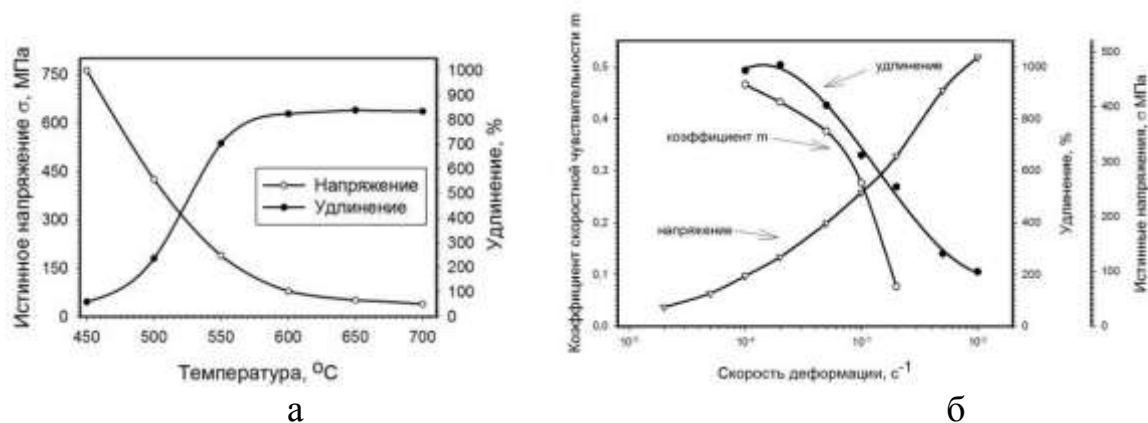 Истинное напряжение σ, МПа
750
600
450
300
150
0
Напряжение
Удлинение
1000
900
800
700
600
500
400
300
200
100
0
Удлинение, %
450 500 550 600 650 700
Температура, ⁰C
а
Коэффициент скоростной чувствительности m
0,5
0,4
0,3
0,2
0,1
0,0
удлинение
коэффициент m
напряжение
1000
800
600
400
200
0
Удлинение, %
500
400
300
200
100
0
Истинные напряжения, σ МПа
Скорость деформации, с⁻¹
б